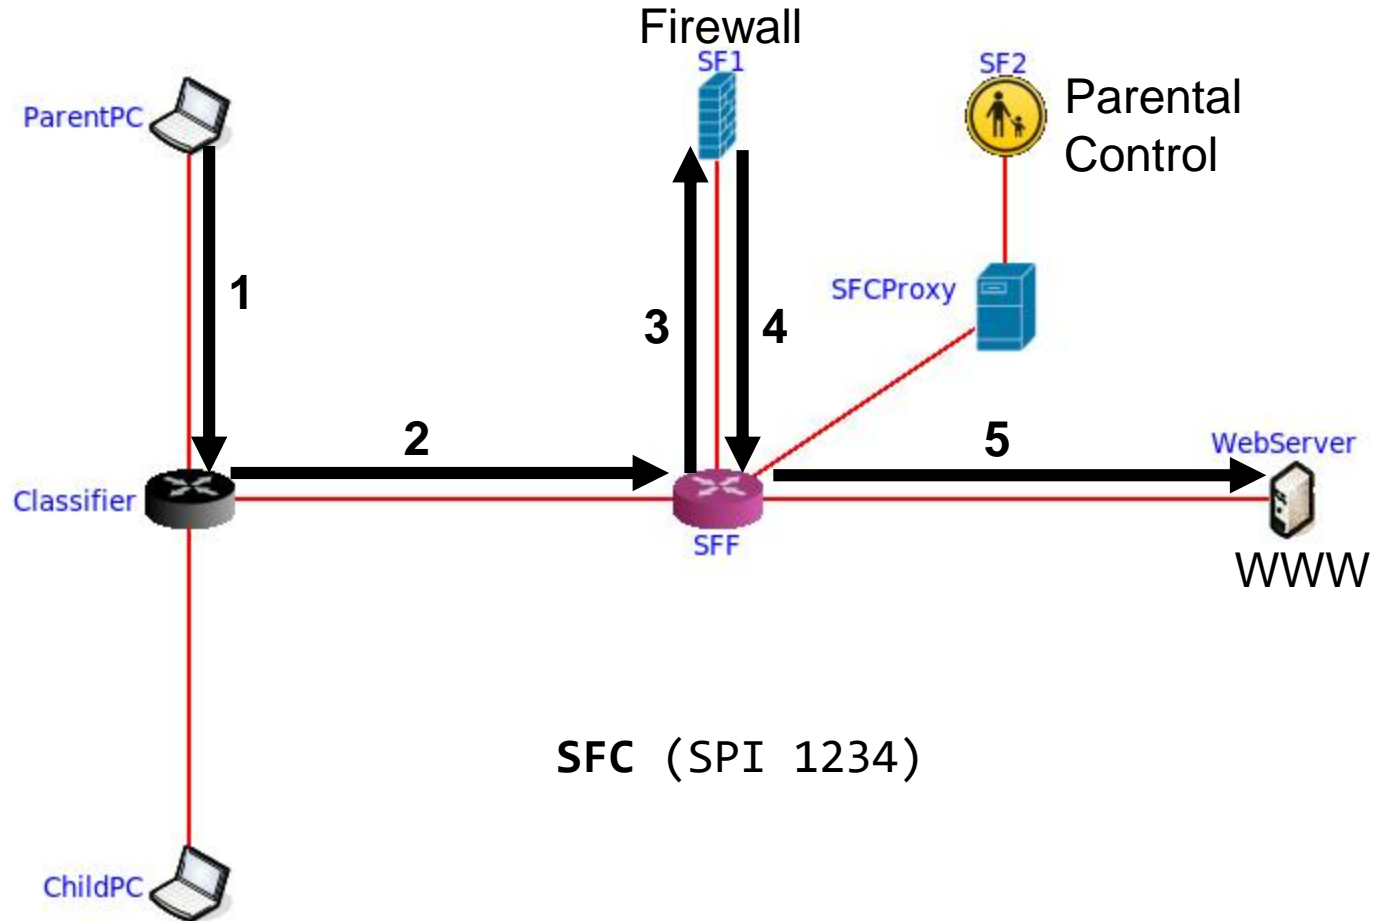 Firewall
SF1
SF2
ParentPC
Parental
Control
1
SFCProxy
3
4
2
5
WebServer
Classifier
SFF
WWW
SFC (SPI 1234)
ChildPC